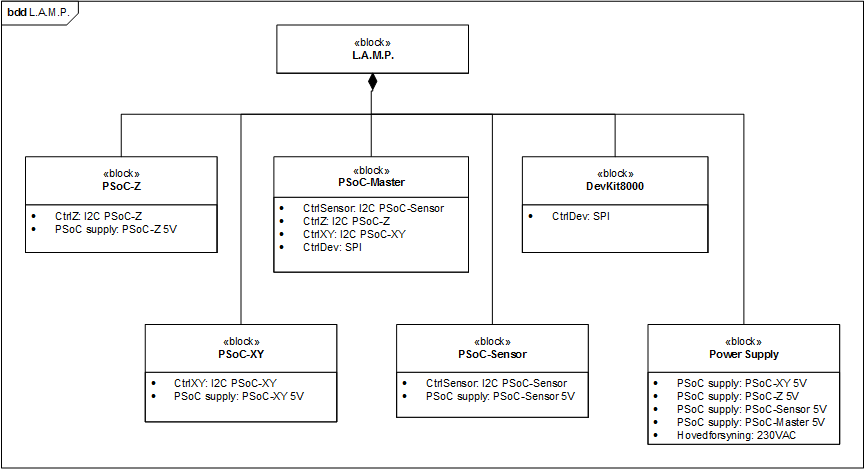 bdd L.A.M.P.
«block»
L.A.M.P.
«block»
PSoC-Z
• CtrlZ: I2C PSoC-Z
• PSoC supply: PSoC-Z 5V
«block»
PSoC-Master
• CtrlSensor: I2C PSoC-Sensor
• CtrlZ: I2C PSoC-Z
• CtrlXY: I2C PSoC-XY
• CtrlDev: SPI
«block»
DevKit8000
• CtrlDev: SPI
«block»
PSoC-XY
• CtrlXY: I2C PSoC-XY
• PSoC supply: PSoC-XY 5V
«block»
PSoC-Sensor
• CtrlSensor: I2C PSoC-Sensor
• PSoC supply: PSoC-Sensor 5V
«block»
Power Supply
• PSoC supply: PSoC-XY 5V
• PSoC supply: PSoC-Z 5V
• PSoC supply: PSoC-Sensor 5V
• PSoC supply: PSoC-Master 5V
• Hovedforsyning: 230VAC